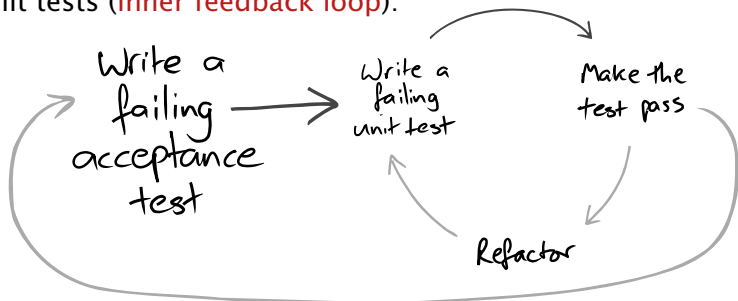 it tests (inner feedback loop).
Write a
failing
acceptance
test
Write a
failing
unit test
Make the
test pass
Refactor